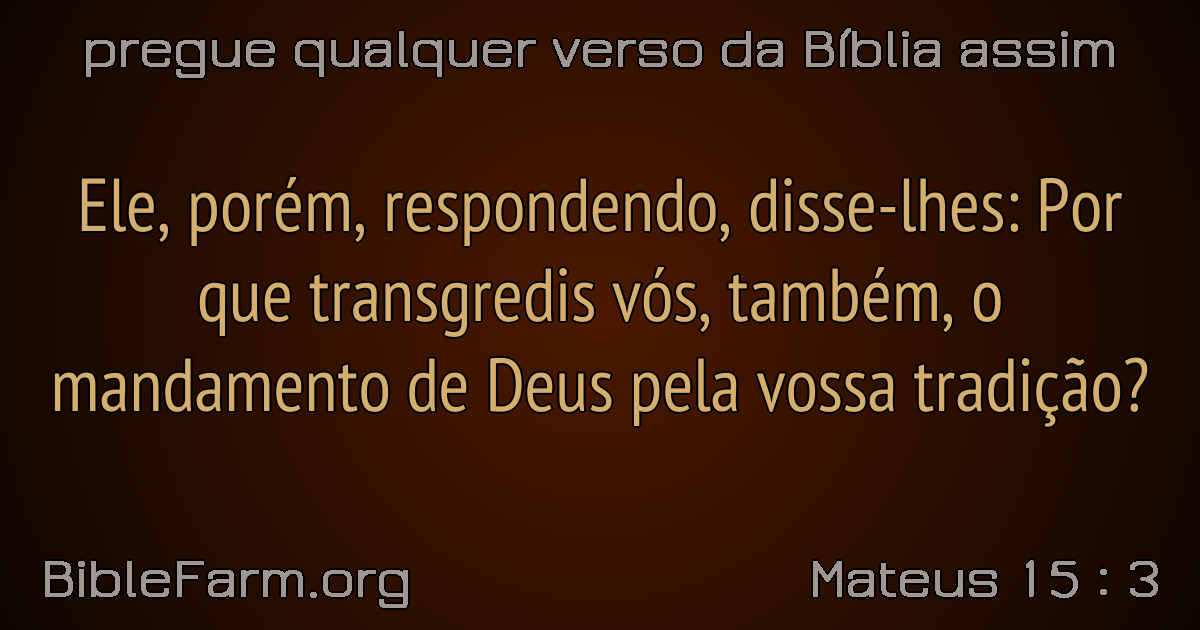 pregue qualquer verso da Bíblia assim
Ele, porém, respondendo, disse-lhes: Por
que transgredis vós, também, o
mandamento de Deus pela vossa tradição?
BibleFarm.org
Mateus 15 : 3